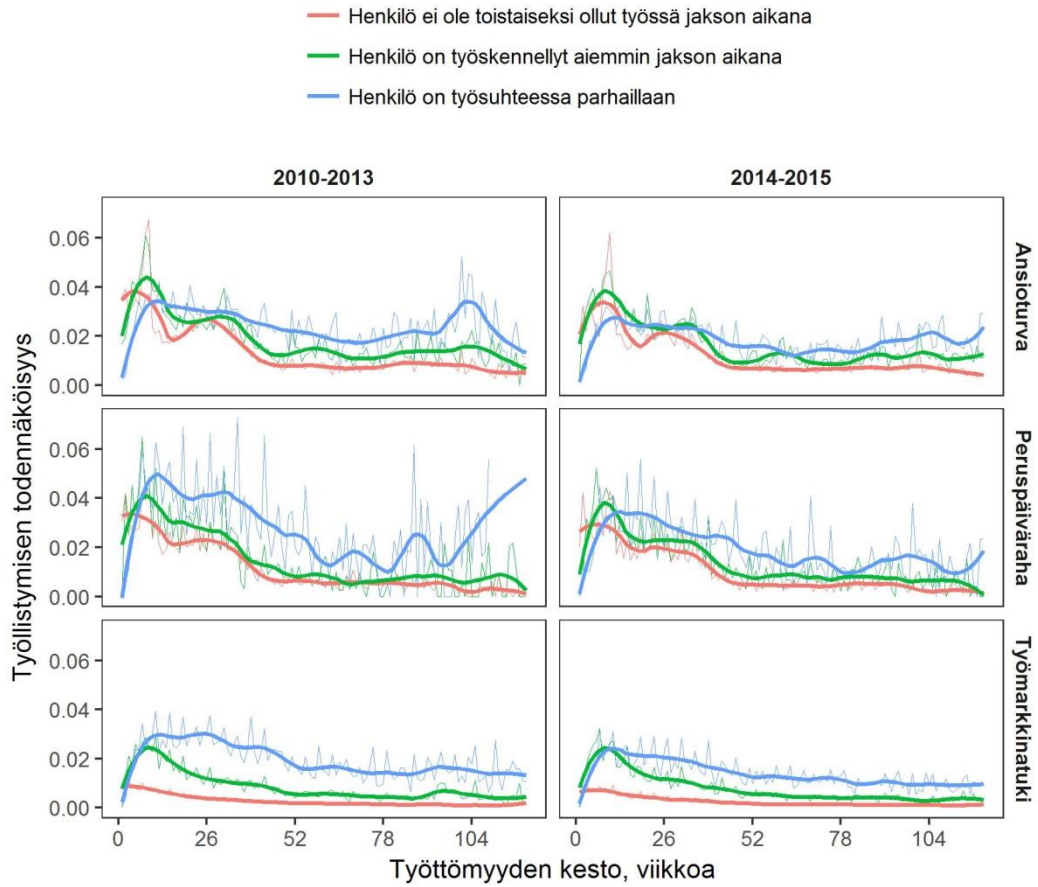 Henkilö ei ole toistaiseksi ollut työssä jakson aikana
Henkilö on työskennellyt aiemmin jakson aikana
Henkilö on työsuhteessa parhaillaan
2010-2013
2014-2015
Työllistymisen todennäköisyys
0.06
0.04
0.02
0.00
Ansioturva
0.06
0.04
0.02
0.00
Peruspäiväraha
0.06
0.04
0.02
0.00
Työmarkkinatuki
0 26 52 78 104
0 26 52 78 104
Työttömyyden kesto, viikkoa